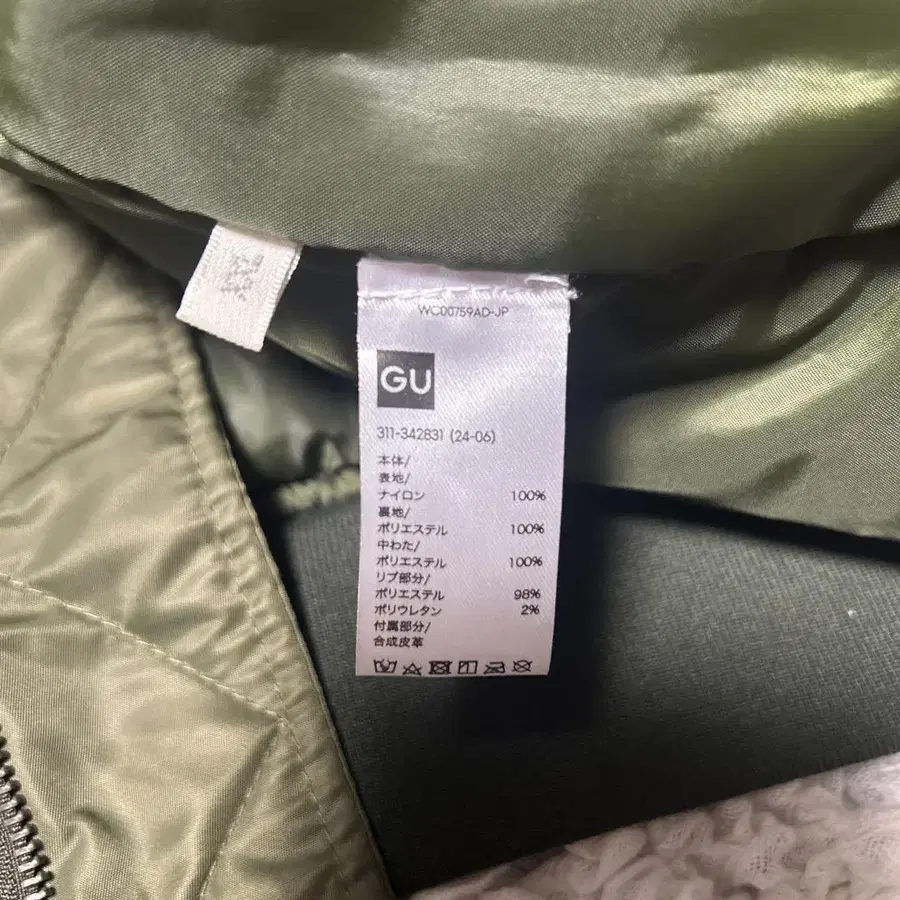 WC00759AD-JP
GU
311-342831 (24-06)
本体/
表地/
ナイロン 100%
裏地/
ポリエステル 100%
中わた/
ポリエステル 100%
リブ部分/
ポリエステル 98%
ポリウレタン 2%
付属部分/
合成皮革